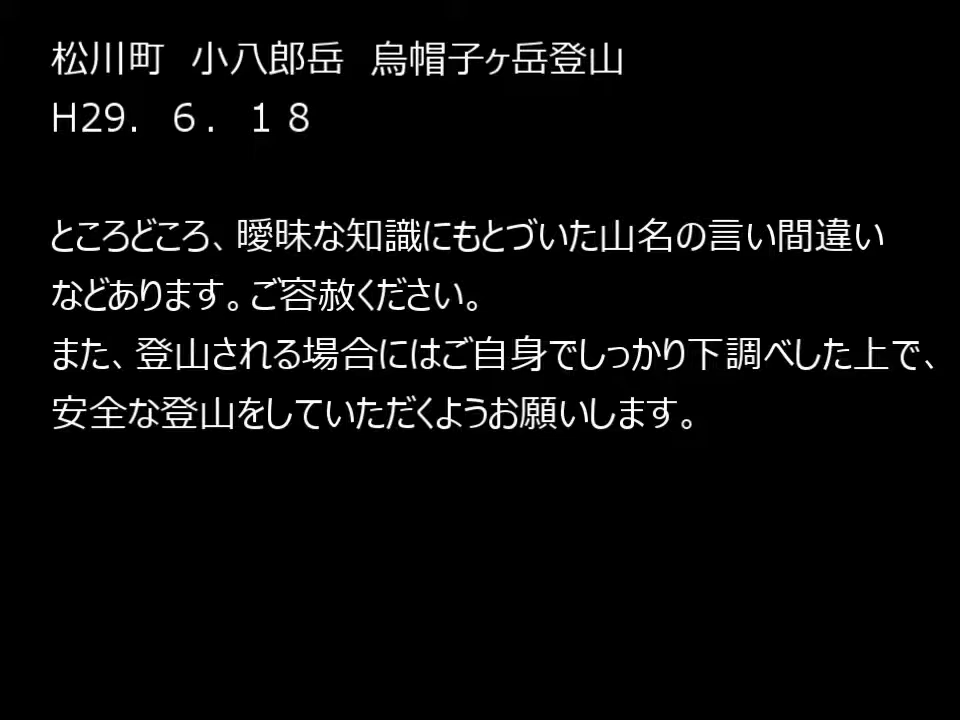 松川町　小八郎岳　烏帽子ヶ岳登山
H29.　６.　１８
ところどころ、曖昧な知識にもとづいた山名の言い間違い
などあります。ご容赦ください。
また、登山される場合にはご自身でしっかり下調べした上で、
安全な登山をしていただくようお願いします。